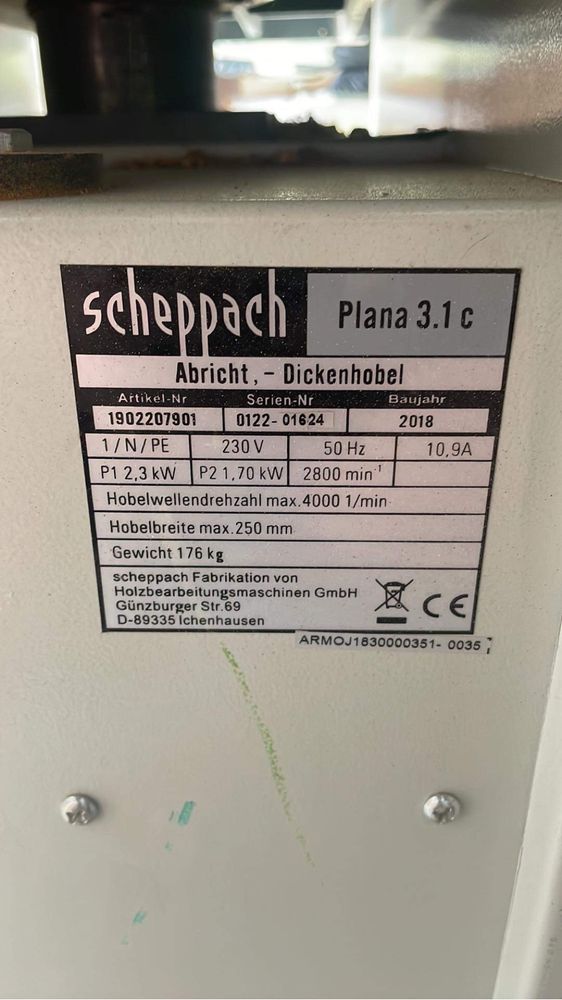 scheppach Plana 3.1 c
Abricht, - Dickenhobel
Artikel-Nr Serien-Nr Baujahr
1902207901 0122-01624 2018
1/N/PE 230 V 50 Hz 10,9A
P1 2,3 kW P2 1,70 kW 2800 min-1
Hobelwellendrehzahl max. 4000 1/min
Hobelbreite max. 250 mm
Gewicht 176 kg
scheppach Fabrikation von
Holzbearbeitungsmaschinen GmbH
Günzburger Str.69
D-89335 Ichenhausen
CE
ARMOJ1830000351- 0035